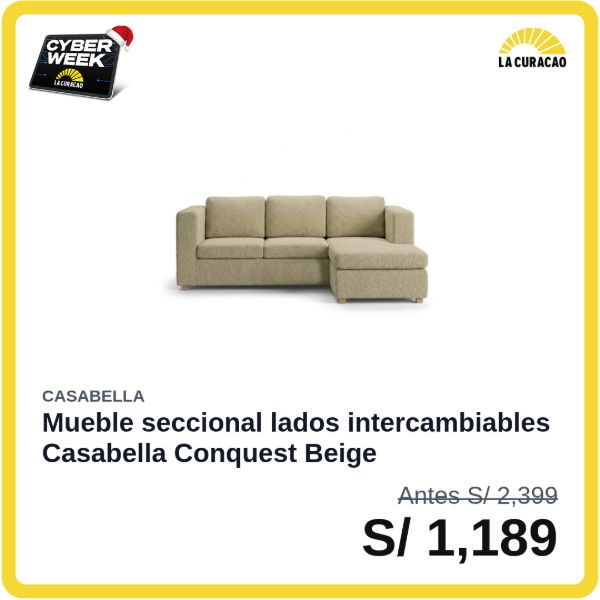 CYBER
WEEK
LA CURACAO
LA CURACAO
CASABELLA
Mueble seccional lados intercambiables
Casabella Conquest Beige
Antes S/ 2,399
S/ 1,189